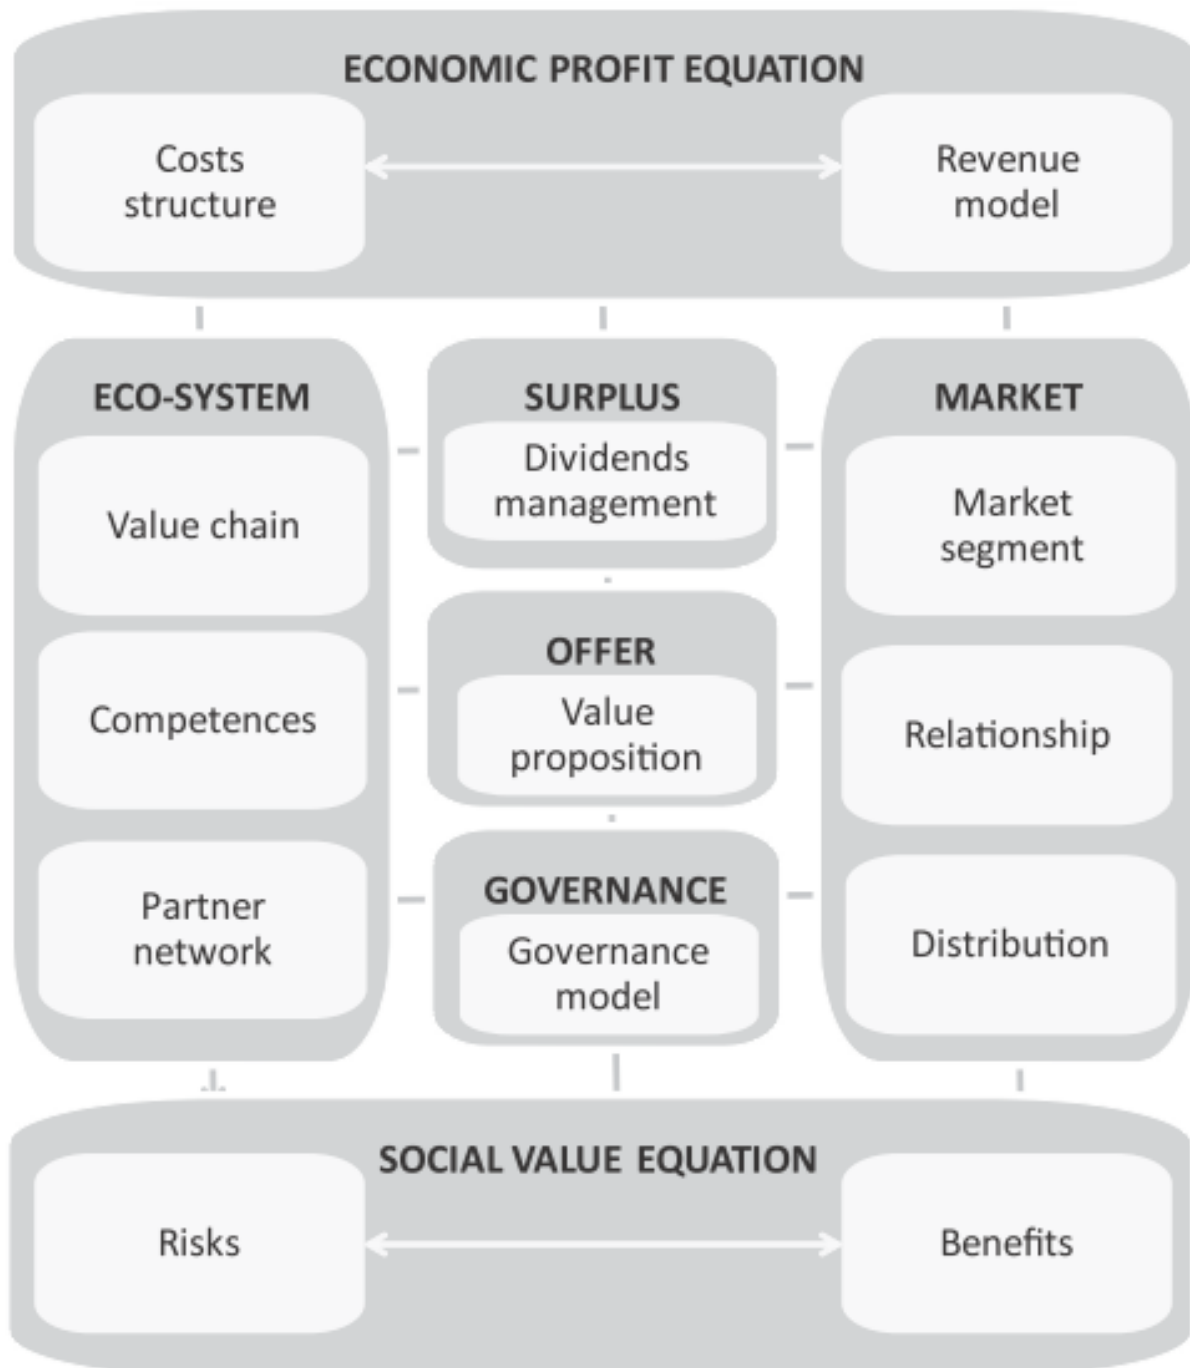 ECONOMIC PROFIT EQUATION
Costs
structure
Revenue
model
ECO-SYSTEM
Value chain
Competences
Partner
network
SURPLUS
Dividends
management
OFFER
Value
proposition
GOVERNANCE
Governance
model
MARKET
Market
segment
Relationship
Distribution
SOCIAL VALUE EQUATION
Risks
Benefits